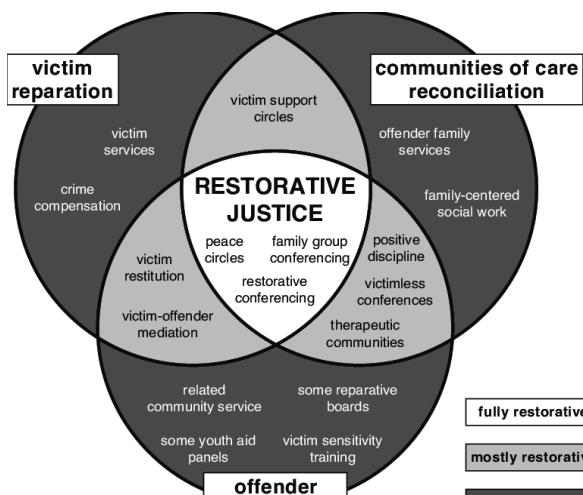 victim
reparation
communities of care
reconciliation
victim support
circles
victim
services
offender family
services
crime
compensation
family-centered
social work
RESTORATIVE
JUSTICE
peace
circles
family group
conferencing
restorative
conferencing
positive
discipline
victimless
conferences
therapeutic
communities
victim
restitution
victim-offender
mediation
related
community service
some reparative
boards
some youth aid
panels
victim sensitivity
training
offender
fully restorative
mostly restorative